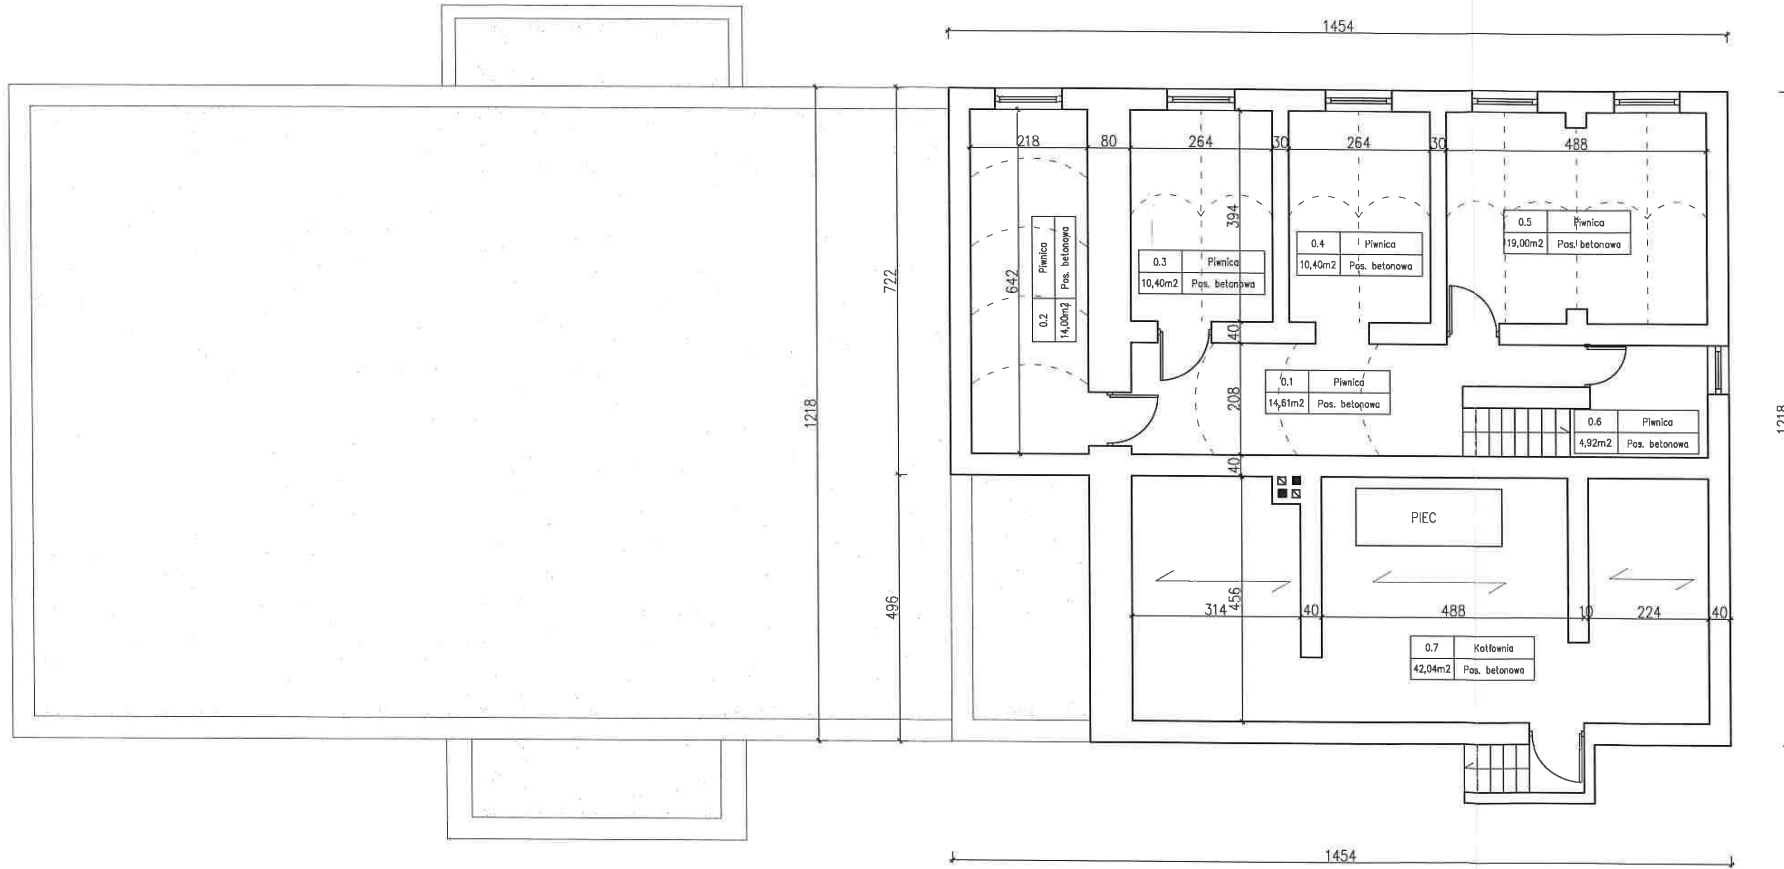 1454
218
80
264
30
264
30
488
394
642
722
1218
1218
0.2 Piwnica
14,00m2 Pos. betonowa
0.3 Piwnica
10,40m2 Pos. betonowa
0.4 Piwnica
10,40m2 Pos. betonowa
0.5 Piwnica
19,00m2 Pos. betonowa
40
208
0.1 Piwnica
14,61m2 Pos. betonowa
0.6 Piwnica
4,92m2 Pos. betonowa
40
PIEC
496
456
314
40
488
10
224
40
0.7 Kotłownia
42,04m2 Pos. betonowa
1454